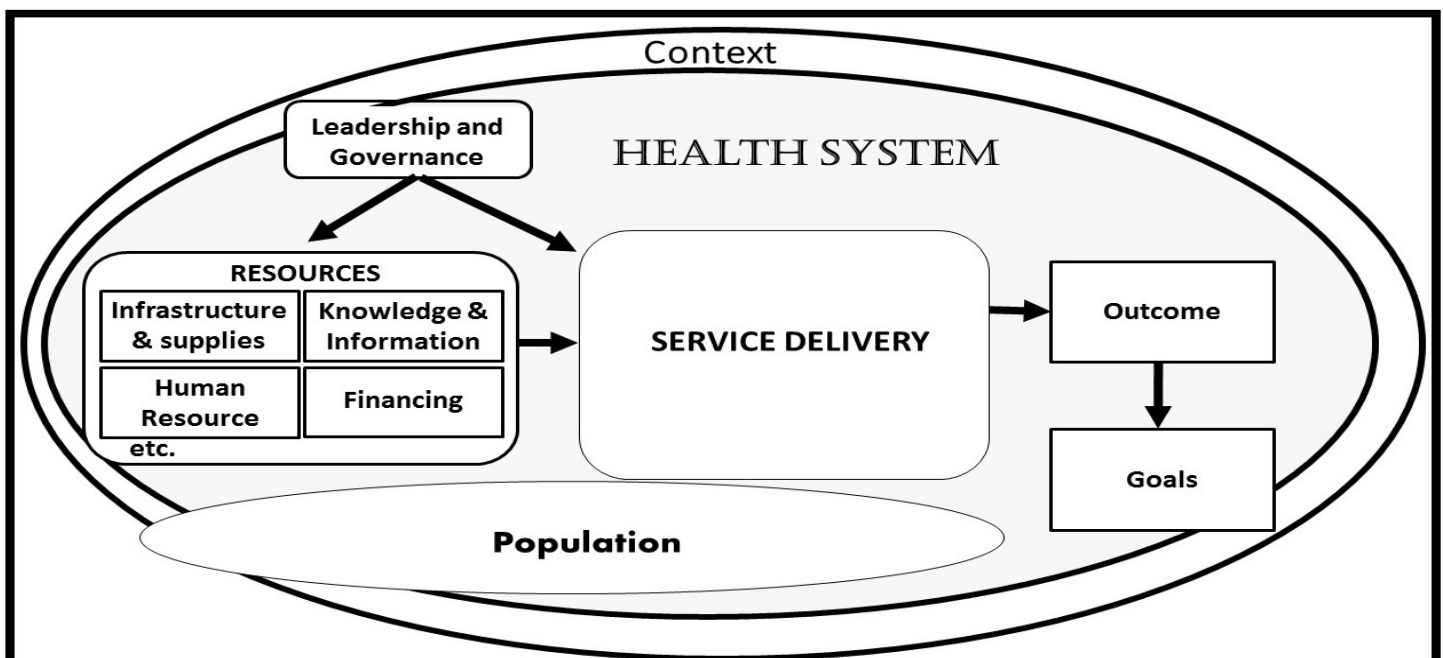 Context
Leadership and
Governance
HEALTH SYSTEM
RESOURCES
Infrastructure
& supplies
Knowledge &
Information
Human
Resource
Financing
etc.
SERVICE DELIVERY
Outcome
Goals
Population